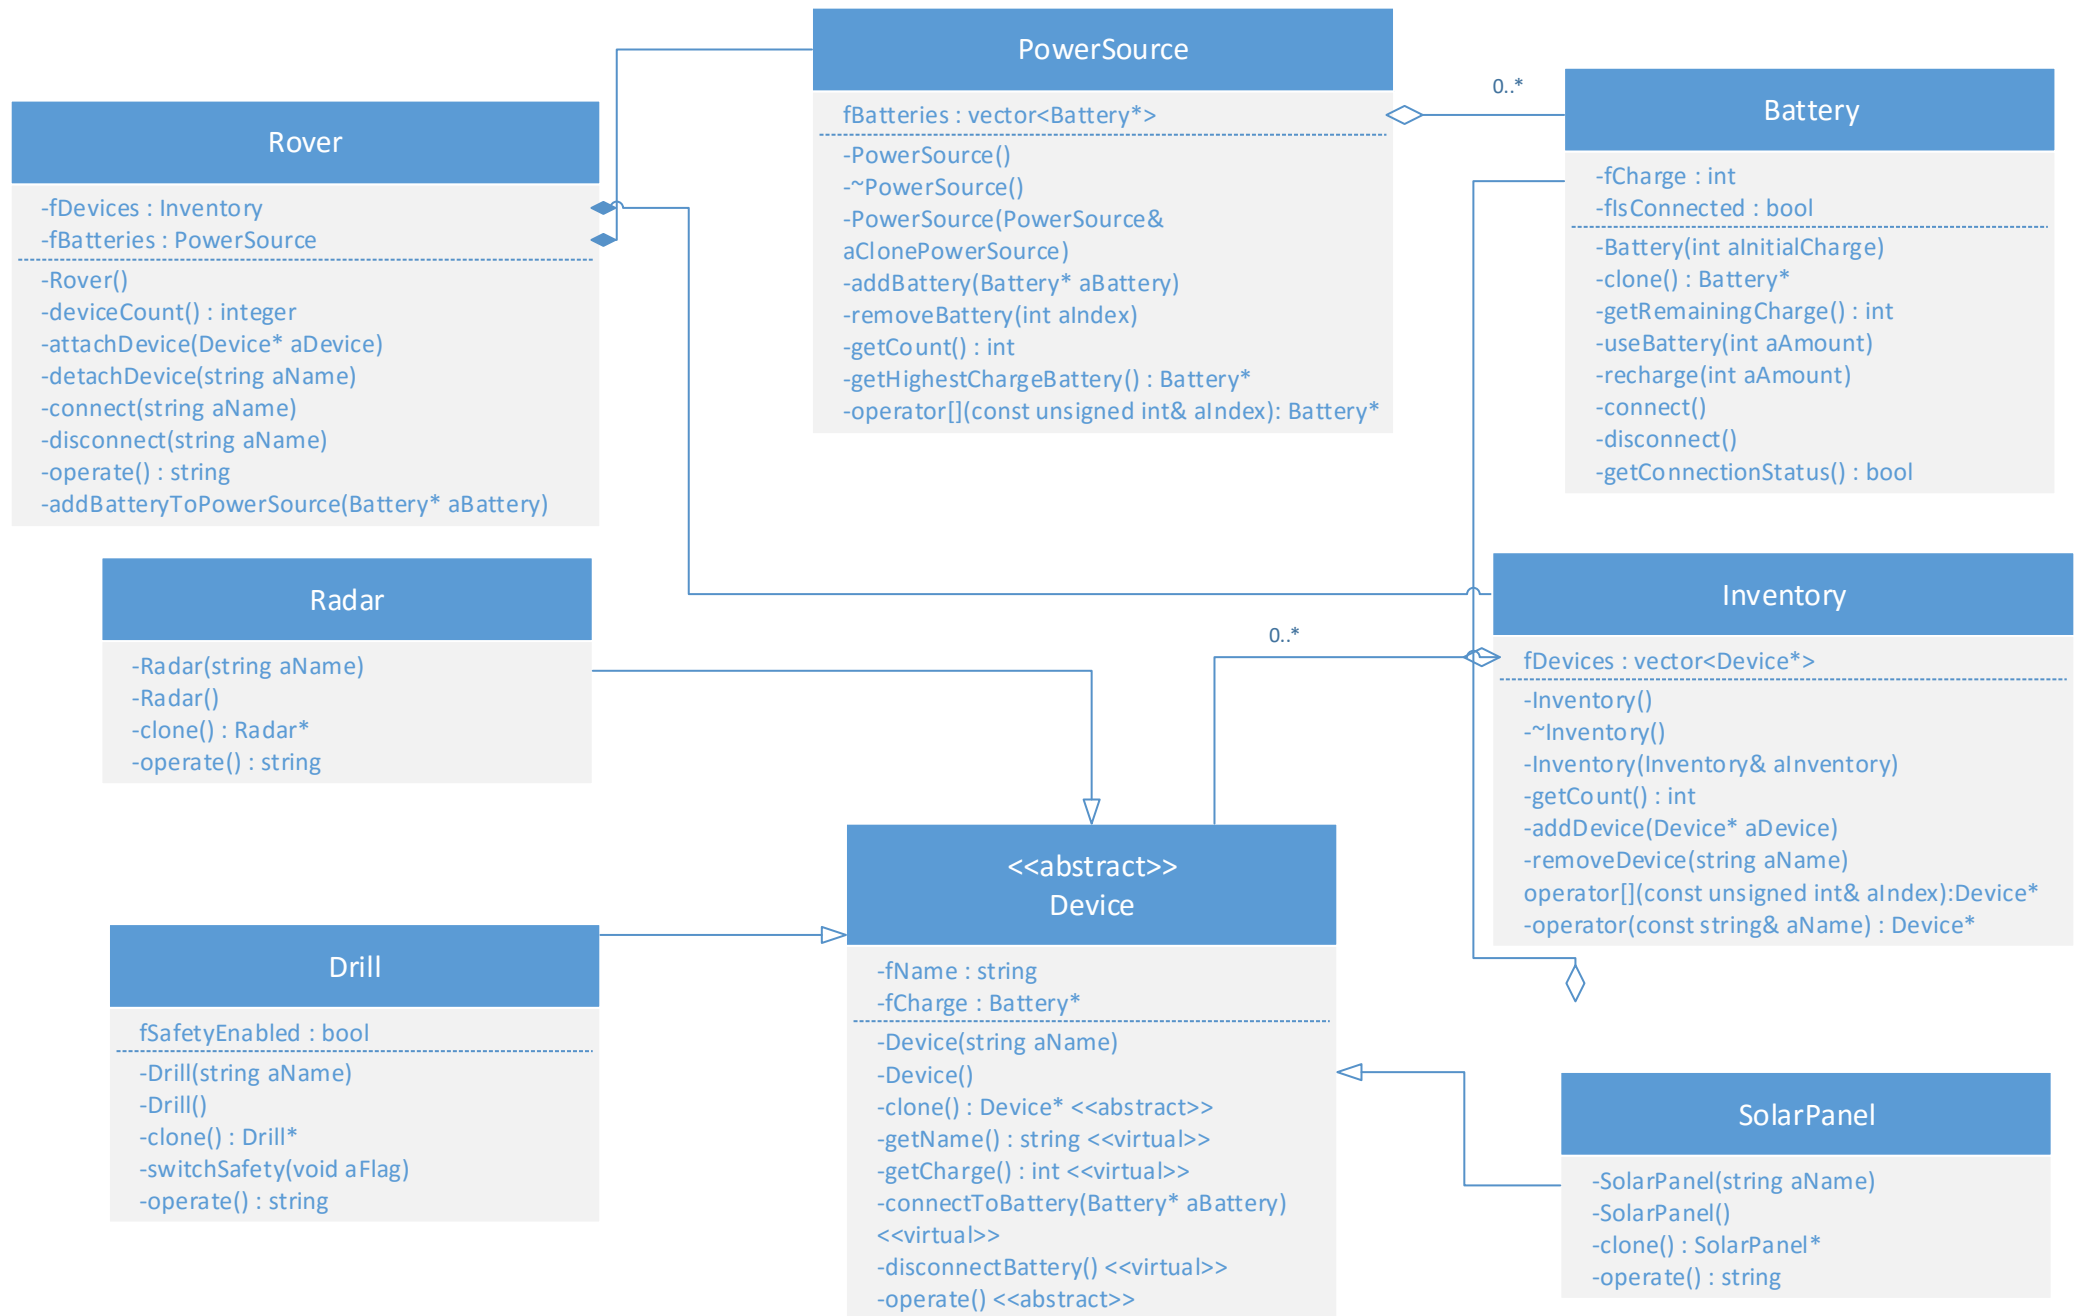 PowerSource
fBatteries : vector<Battery*>
-PowerSource()
-~PowerSource()
-PowerSource(PowerSource&
aClonePowerSource)
-addBattery(Battery* aBattery)
-removeBattery(int aIndex)
-getCount() : int
-getHighestChargeBattery() : Battery*
-operator[](const unsigned int& aIndex): Battery*
0..*
Battery
-fCharge : int
-fIsConnected : bool
-Battery(int aInitialCharge)
-clone() : Battery*
-getRemainingCharge() : int
-useBattery(int aAmount)
-recharge(int aAmount)
-connect()
-disconnect()
-getConnectionStatus() : bool
Rover
-fDevices : Inventory
-fBatteries : PowerSource
-Rover()
-deviceCount() : integer
-attachDevice(Device* aDevice)
-detachDevice(string aName)
-connect(string aName)
-disconnect(string aName)
-operate() : string
-addBatteryToPowerSource(Battery* aBattery)
Radar
-Radar(string aName)
-Radar()
-clone() : Radar*
-operate() : string
0..*
Inventory
fDevices : vector<Device*>
-Inventory()
-~Inventory()
-Inventory(Inventory& aInventory)
-getCount() : int
-addDevice(Device* aDevice)
-removeDevice(string aName)
operator[](const unsigned int& aIndex):Device*
-operator(const string& aName) : Device*
<<abstract>>
Device
-fName : string
-fCharge : Battery*
-Device(string aName)
-Device()
-clone() : Device* <<abstract>>
-getName() : string <<virtual>>
-getCharge() : int <<virtual>>
-connectToBattery(Battery* aBattery)
<<virtual>>
-disconnectBattery() <<virtual>>
-operate() <<abstract>>
Drill
fSafetyEnabled : bool
-Drill(string aName)
-Drill()
-clone() : Drill*
-switchSafety(void aFlag)
-operate() : string
SolarPanel
-SolarPanel(string aName)
-SolarPanel()
-clone() : SolarPanel*
-operate() : string